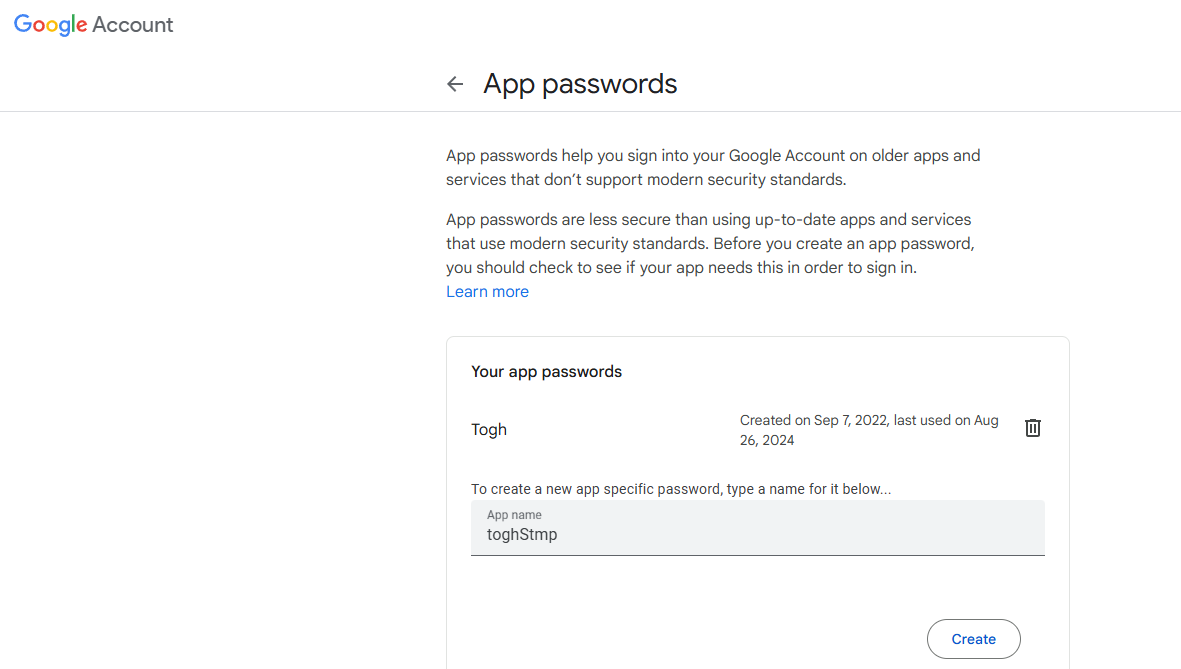 Google Account
App passwords
App passwords help you sign into your Google Account on older apps and
services that don’t support modern security standards.
App passwords are less secure than using up-to-date apps and services
that use modern security standards. Before you create an app password,
you should check to see if your app needs this in order to sign in.
Learn more
Your app passwords
Togh
Created on Sep 7, 2022, last used on Aug
26, 2024
To create a new app specific password, type a name for it below...
App name
toghStmp
Create